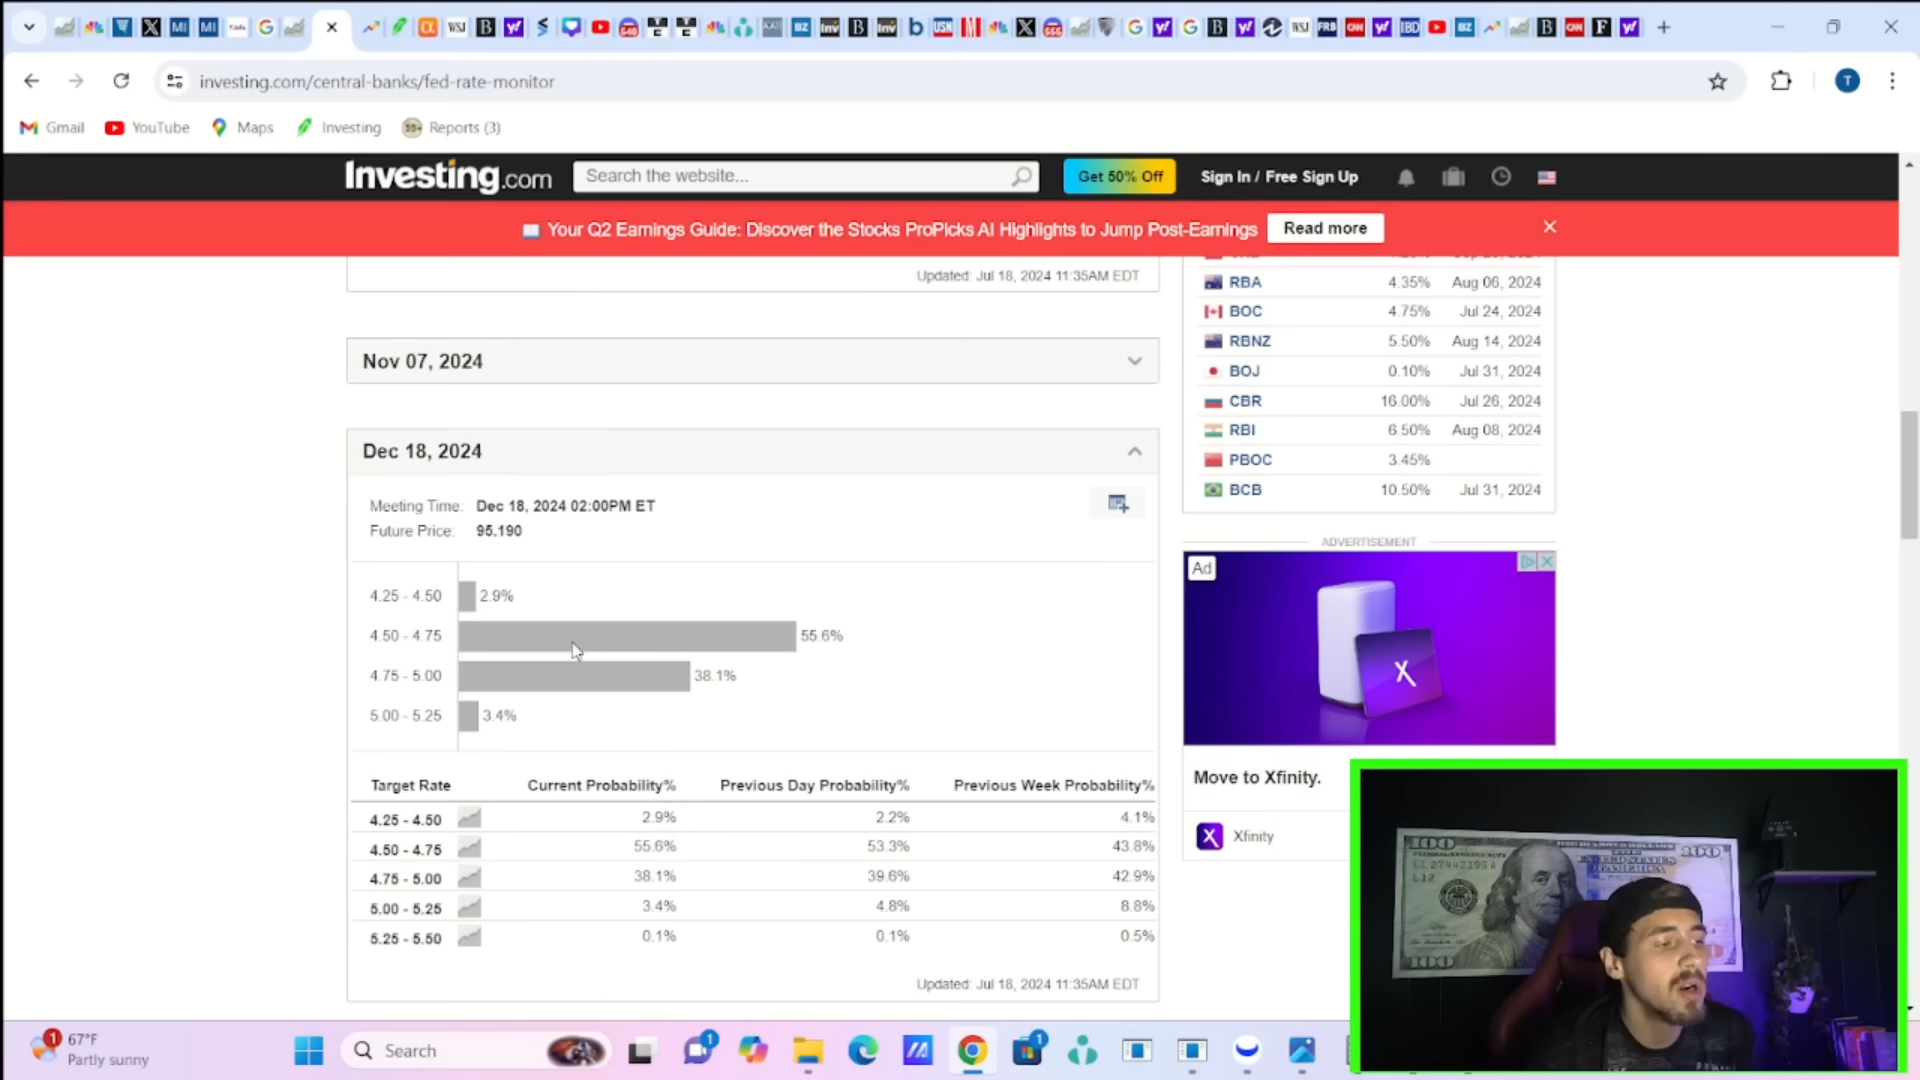 investing.com/central-banks/fed-rate-monitor
T
Gmail
YouTube
Maps
Investing
Reports (3)
Investing.com
Search the website...
Get 50% Off
Sign In / Free Sign Up
Your Q2 Earnings Guide: Discover the Stocks ProPicks AI Highlights to Jump Post-Earnings
Read more
Updated: Jul 18, 2024 11:35AM EDT
RBA 4.35% Aug 06, 2024
BOC 4.75% Jul 24, 2024
RBNZ 5.50% Aug 14, 2024
BOJ 0.10% Jul 31, 2024
CBR 16.00% Jul 26, 2024
RBI 6.50% Aug 08, 2024
PBOC 3.45%
BCB 10.50% Jul 31, 2024
Nov 07, 2024
Dec 18, 2024
Meeting Time: Dec 18, 2024 02:00PM ET
Future Price: 95.190
4.25 - 4.50 2.9%
4.50 - 4.75 55.6%
4.75 - 5.00 38.1%
5.00 - 5.25 3.4%
Target Rate Current Probability% Previous Day Probability% Previous Week Probability%
4.25 - 4.50 2.9% 2.2% 4.1%
4.50 - 4.75 55.6% 53.3% 43.8%
4.75 - 5.00 38.1% 39.6% 42.9%
5.00 - 5.25 3.4% 4.8% 8.8%
5.25 - 5.50 0.1% 0.1% 0.5%
Updated: Jul 18, 2024 11:35AM EDT
ADVERTISEMENT
Ad
X
Move to Xfinity.
X Xfinity
100
100
100
1
67°F
Partly sunny
Search
1
1